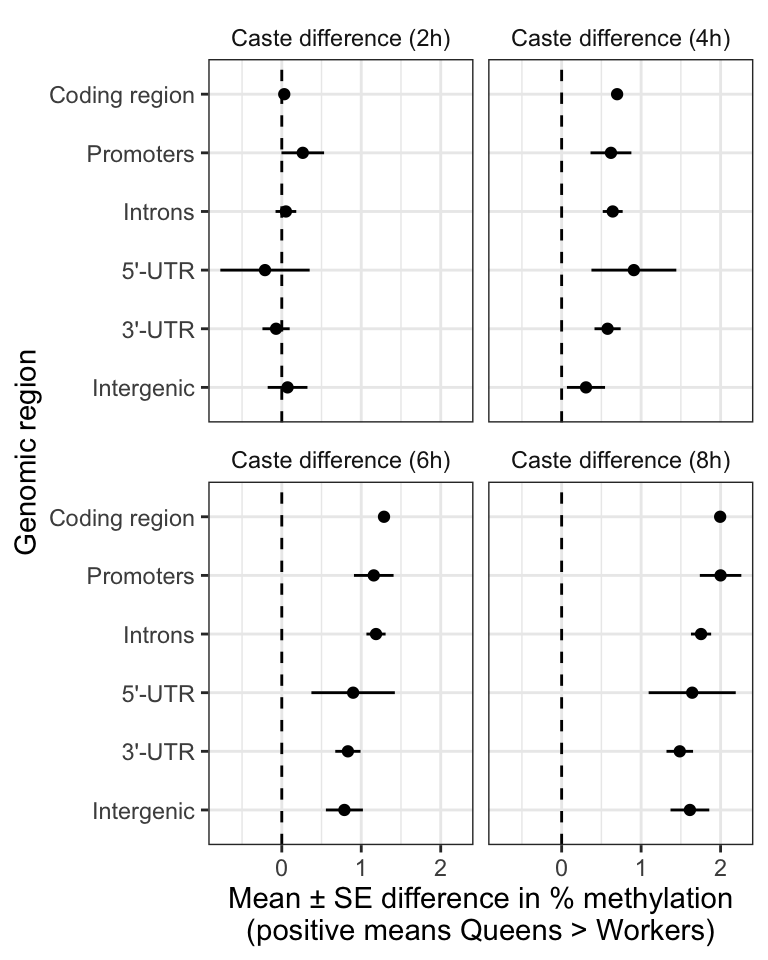 Caste difference (2h)
Caste difference (4h)
Coding region
Promoters
Introns
5'-UTR
3'-UTR
Intergenic
Genomic region
Caste difference (6h)
Caste difference (8h)
Coding region
Promoters
Introns
5'-UTR
3'-UTR
Intergenic
0 1 2
0 1 2
Mean ± SE difference in % methylation
(positive means Queens > Workers)